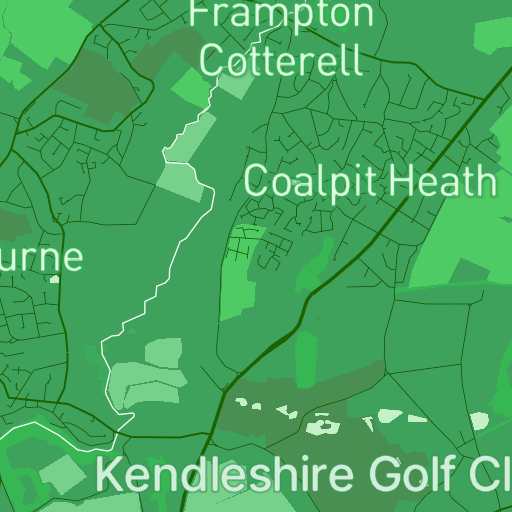 Frampton
Cotterell
Coalpit Heath
urne
Kendleshire Golf Cl